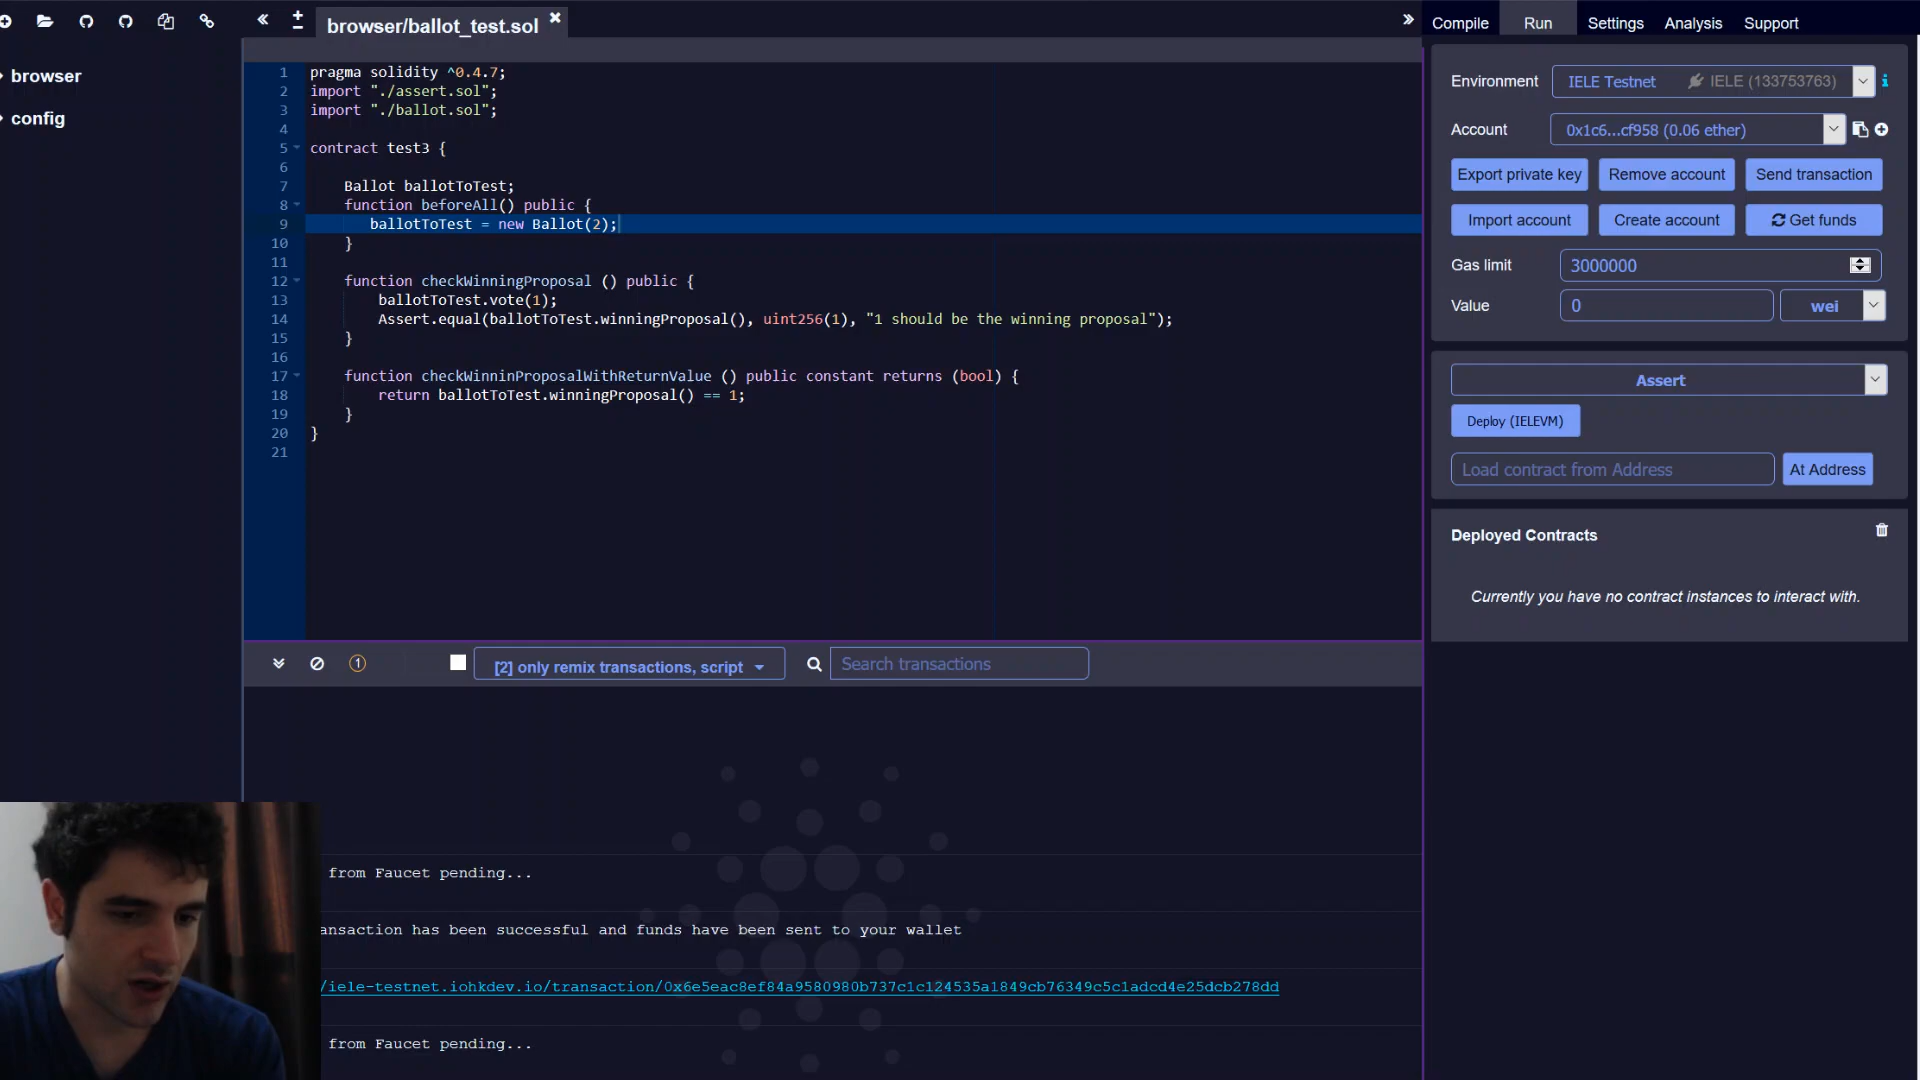 browser/ballot_test.sol
Compile
Run
Settings
Analysis
Support
browser
config
1 pragma solidity ^0.4.7;
2 import "./assert.sol";
3 import "./ballot.sol";
4
5 contract test3 {
6
7 Ballot ballotToTest;
8 function beforeAll() public {
9 ballotToTest = new Ballot(2);
10 }
11
12 function checkWinningProposal () public {
13 ballotToTest.vote(1);
14 Assert.equal(ballotToTest.winningProposal(), uint256(1), "1 should be the winning proposal");
15 }
16
17 function checkWinninProposalWithReturnValue () public constant returns (bool) {
18 return ballotToTest.winningProposal() == 1;
19 }
20 }
21
Environment
IELE Testnet
IELE (133753763)
Account
0x1c6...cf958 (0.06 ether)
Export private key
Remove account
Send transaction
Import account
Create account
Get funds
Gas limit
3000000
Value
0
wei
Assert
Deploy (IELEVM)
Load contract from Address
At Address
Deployed Contracts
Currently you have no contract instances to interact with.
1
[2] only remix transactions, script
Search transactions
from Faucet pending...
ansaction has been successful and funds have been sent to your wallet
/iele-testnet.iohkdev.io/transaction/0x6e5eac8ef84a9580980b737c1c124535a1849cb76349c5c1adcd4e25dcb278dd
from Faucet pending...